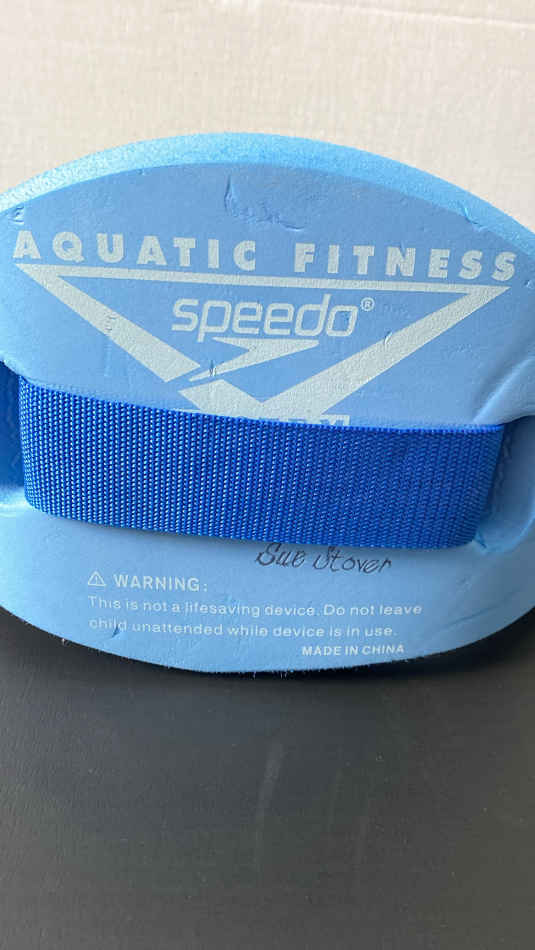 AQUATIC FITNESS
speedo®
Sue Stover
⚠ WARNING:
This is not a lifesaving device. Do not leave
child unattended while device is in use.
MADE IN CHINA